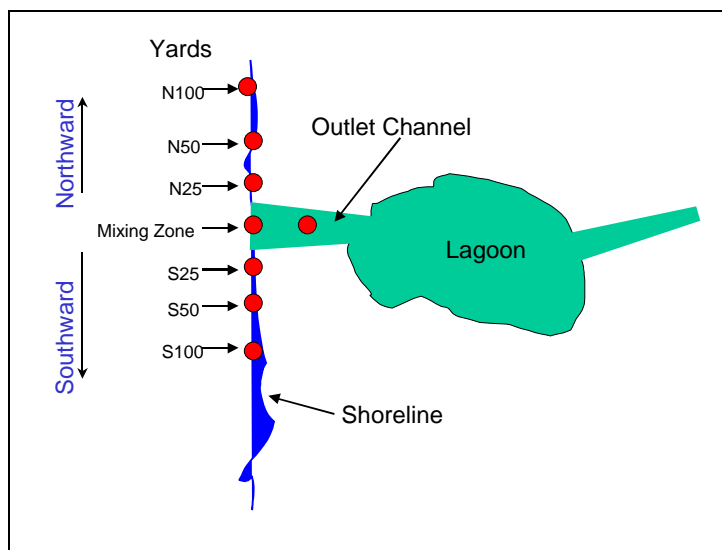 Yards
N100
Outlet Channel
N50
Northward
N25
Mixing Zone
Lagoon
S25
S50
Southward
S100
Shoreline